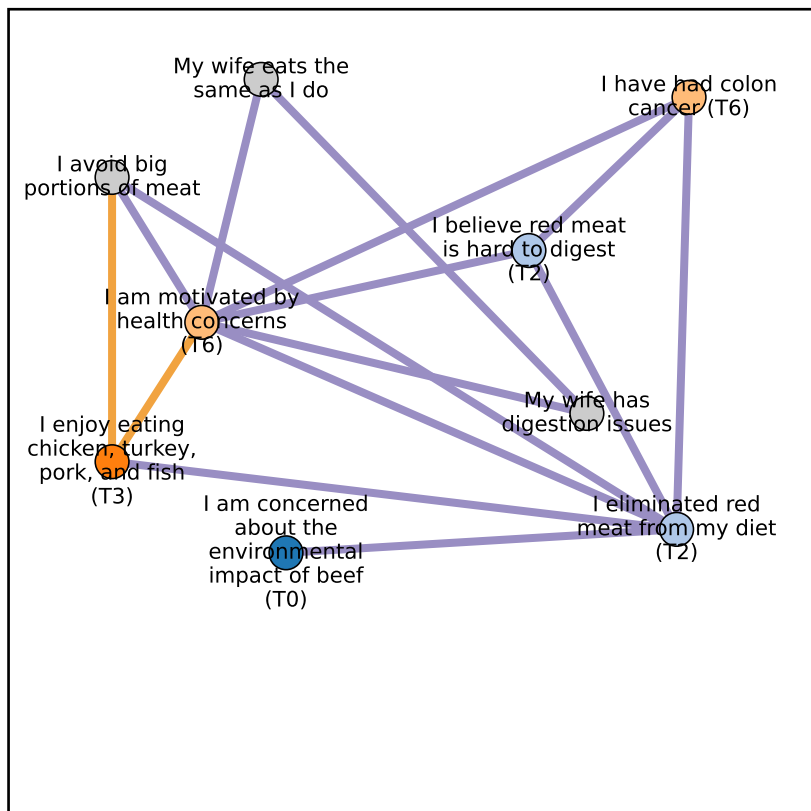 My wife eats the
same as I do
I have had colon
cancer (T6)
I avoid big
portions of meat
I believe red meat
is hard to digest
(T2)
I am motivated by
health concerns
(T6)
My wife has
digestion issues
I enjoy eating
chicken, turkey,
pork, and fish
(T3)
I am concerned
about the
environmental
impact of beef
(T0)
I eliminated red
meat from my diet
(T2)